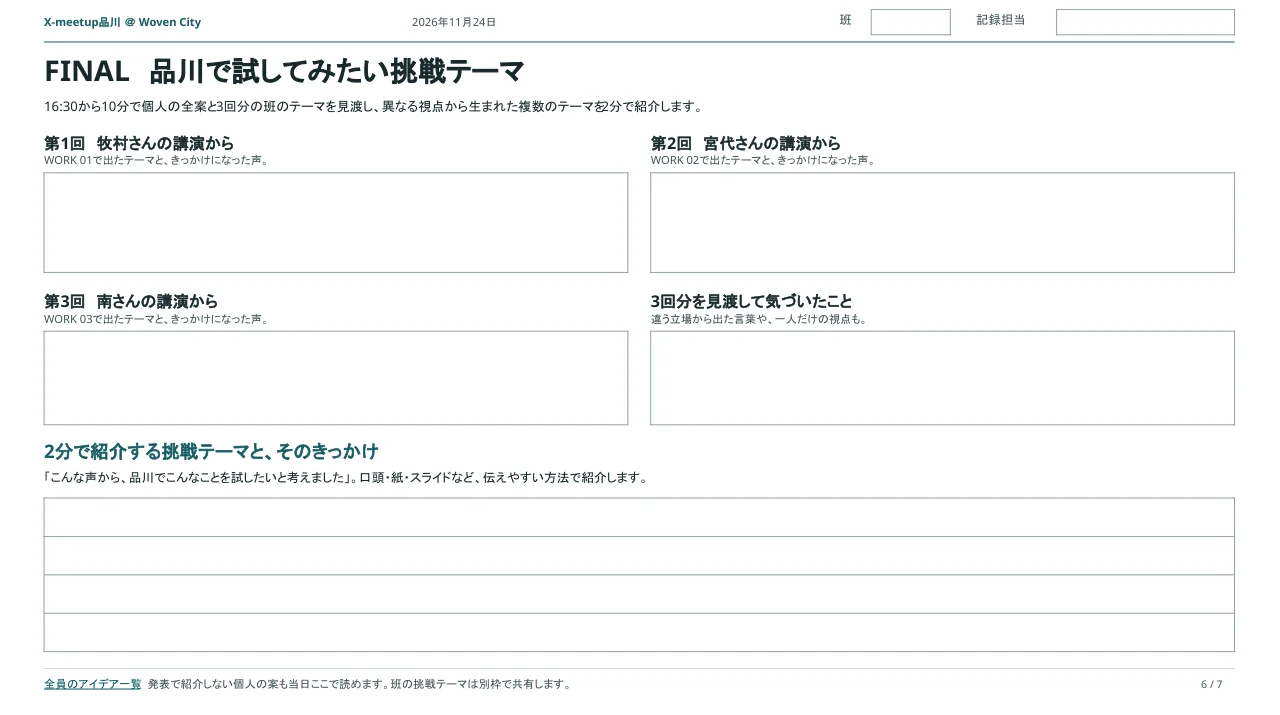 X-meetup品川 @ Woven City
2026年11月24日
班
記録担当
FINAL 品川で試してみたい挑戦テーマ
16:30から10分で個人の全案と3回分の班のテーマを見渡し、異なる視点から生まれた複数のテーマを2分で紹介します。
第1回 牧村さんの講演から
WORK 01で出たテーマと、きっかけになった声。
第2回 宮代さんの講演から
WORK 02で出たテーマと、きっかけになった声。
第3回 南さんの講演から
WORK 03で出たテーマと、きっかけになった声。
3回分を見渡して気づいたこと
違う立場から出た言葉や、一人だけの視点も。
2分で紹介する挑戦テーマと、そのきっかけ
「こんな声から、品川でこんなことを試したいと考えました」。口頭・紙・スライドなど、伝えやすい方法で紹介します。
全員のアイデア一覧 発表で紹介しない個人の案も当日ここで読めます。班の挑戦テーマは別枠で共有します。
6 / 7